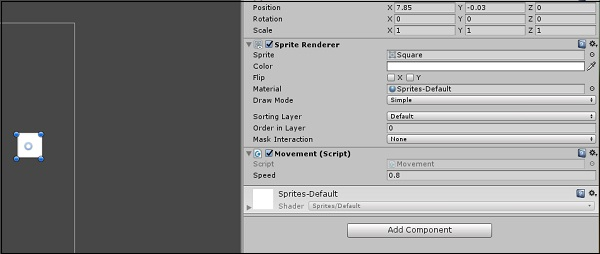 Position X 7.85 Y -0.03 Z 0
Rotation X 0 Y 0 Z 0
Scale X 1 Y 1 Z 1
Sprite Renderer
Sprite Square
Color
Flip X Y
Material Sprites-Default
Draw Mode Simple
Sorting Layer Default
Order in Layer 0
Mask Interaction None
Movement (Script)
Script Movement
Speed 0.8
Sprites-Default
Shader Sprites/Default
Add Component